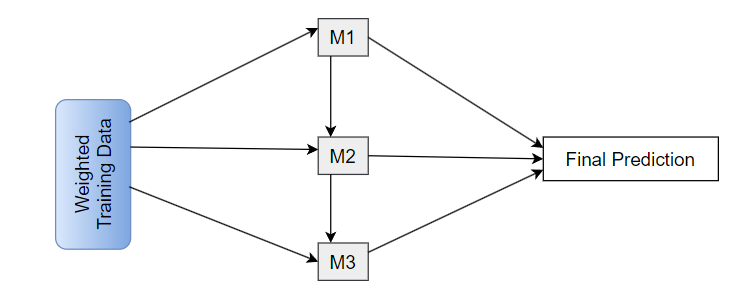 Weighted
Training Data
M1
M2
M3
Final Prediction